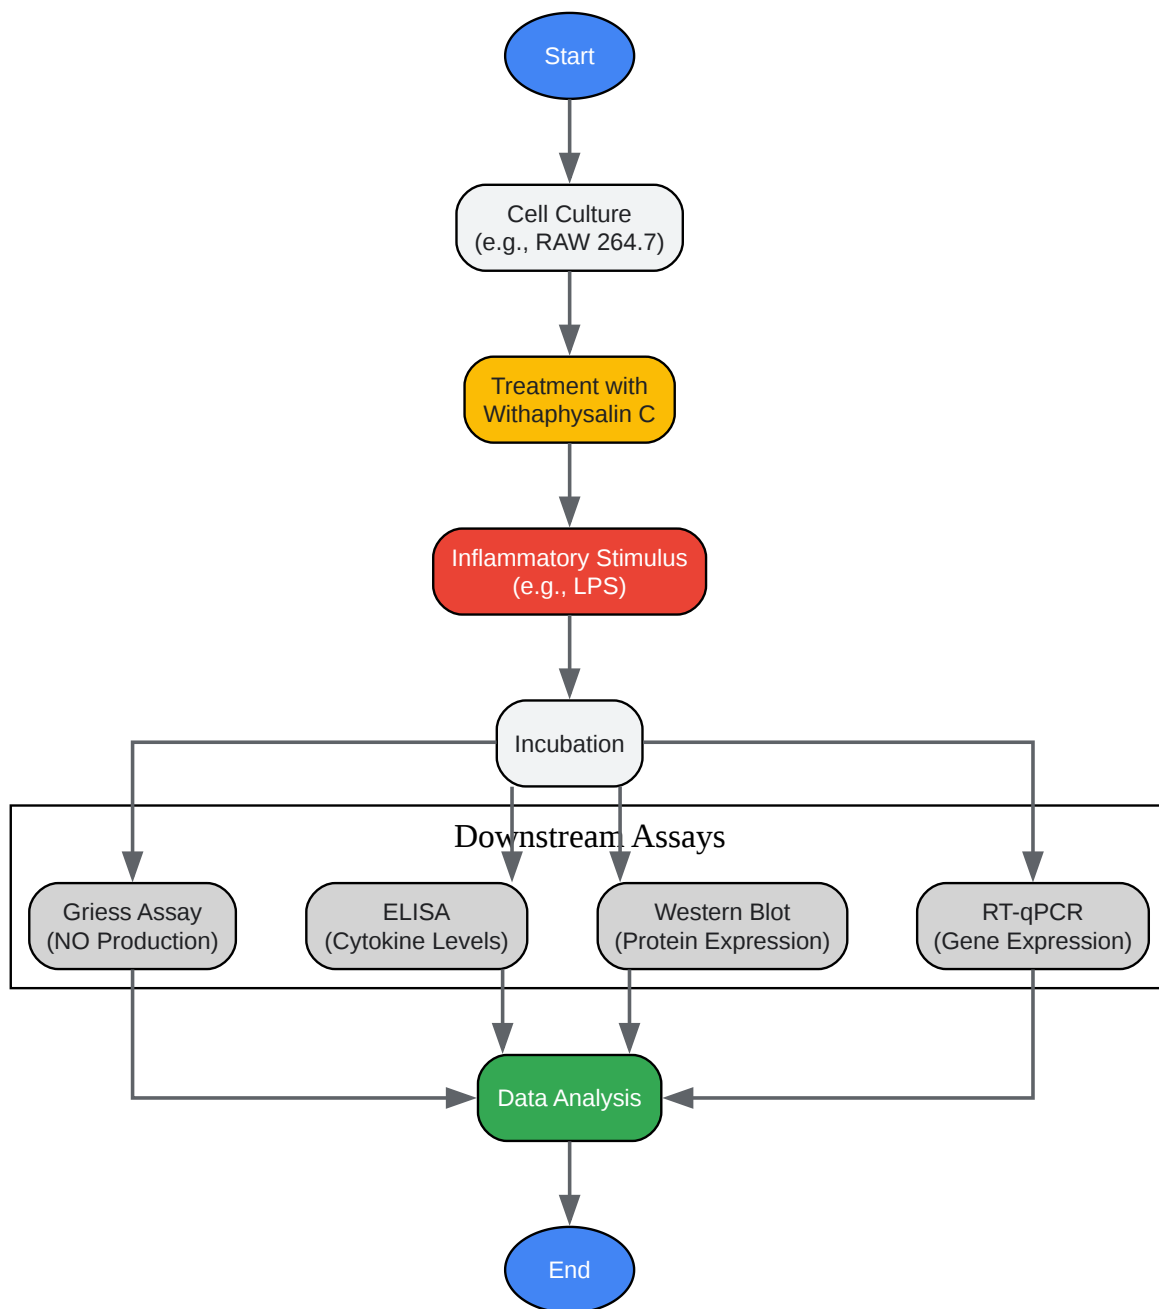 Start
Cell Culture
(e.g., RAW 264.7)
Treatment with
Withaphysalin C
Inflammatory Stimulus
(e.g., LPS)
Incubation
Downstream Assays
Griess Assay
(NO Production)
ELISA
(Cytokine Levels)
Western Blot
(Protein Expression)
RT-qPCR
(Gene Expression)
Data Analysis
End